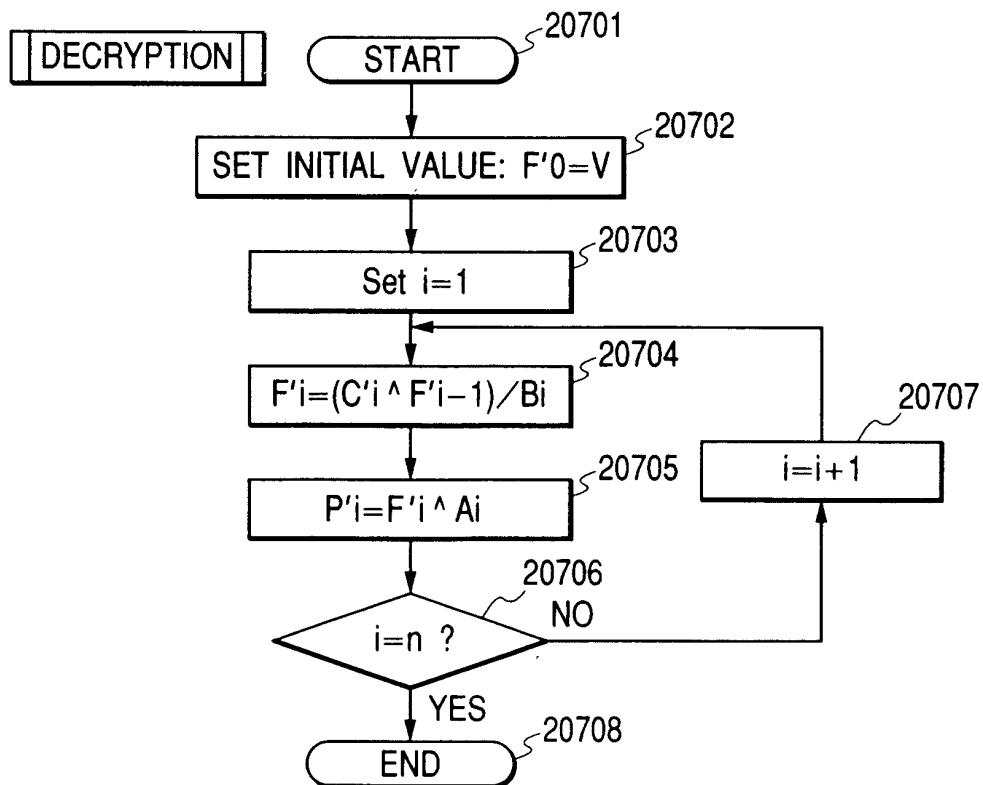 DECRYPTION
START
20701
SET INITIAL VALUE: F'0=V
20702
Set i=1
20703
F'i=(C'i ^ F'i-1)/Bi
20704
i=i+1
20707
P'i=F'i ^ Ai
20705
i=n ?
20706
NO
YES
END
20708